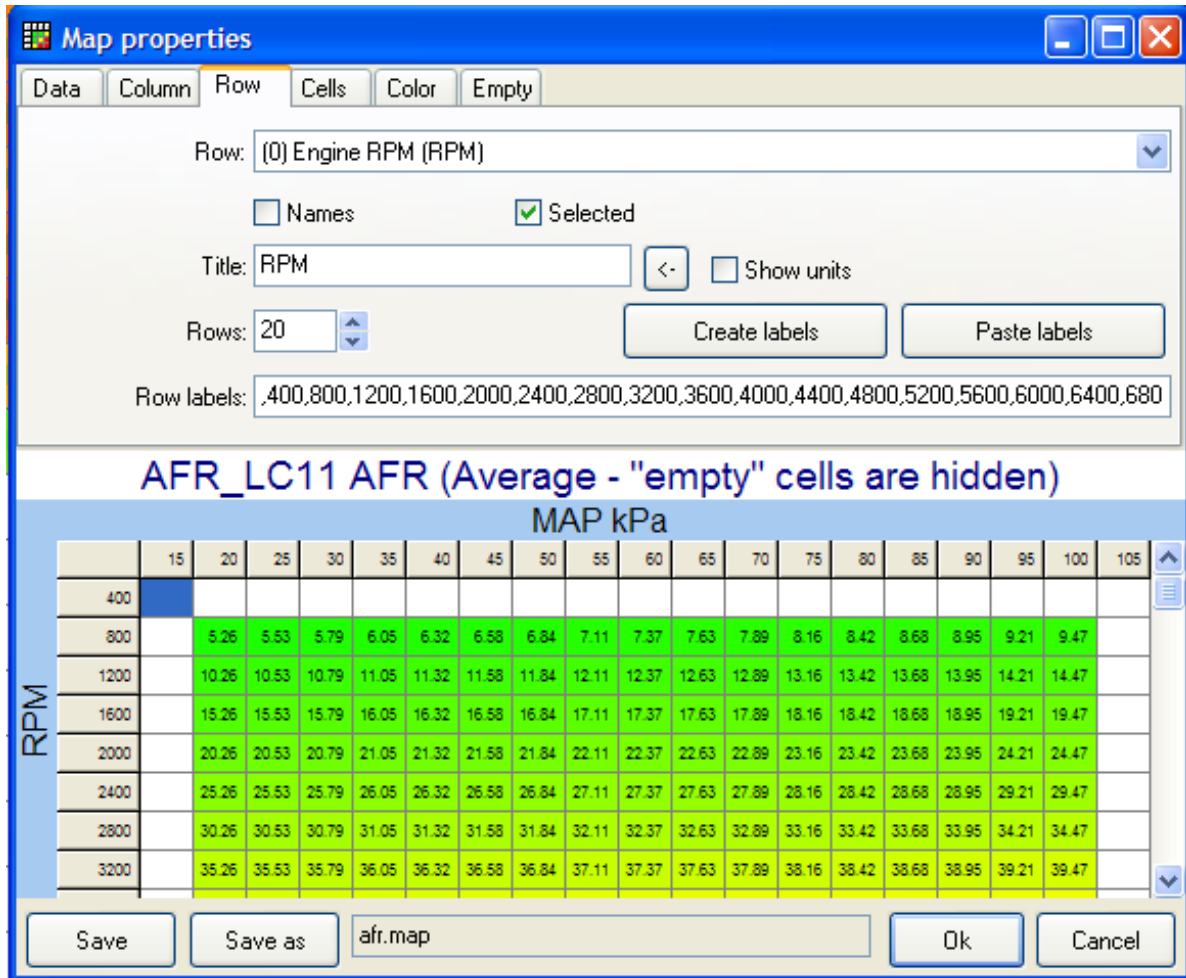 Map properties
Data Column Row Cells Color Empty
Row: (0) Engine RPM (RPM)
Names Selected
Title: RPM <- Show units
Rows: 20 Create labels Paste labels
Row labels: ,400,800,1200,1600,2000,2400,2800,3200,3600,4000,4400,4800,5200,5600,6000,6400,680
AFR_LC11 AFR (Average - "empty" cells are hidden)
MAP kPa
15 20 25 30 35 40 45 50 55 60 65 70 75 80 85 90 95 100 105
400
800 5.26 5.53 5.79 6.05 6.32 6.58 6.84 7.11 7.37 7.63 7.89 8.16 8.42 8.68 8.95 9.21 9.47
1200 10.26 10.53 10.79 11.05 11.32 11.58 11.84 12.11 12.37 12.63 12.89 13.16 13.42 13.68 13.95 14.21 14.47
1600 15.26 15.53 15.79 16.05 16.32 16.58 16.84 17.11 17.37 17.63 17.89 18.16 18.42 18.68 18.95 19.21 19.47
RPM
2000 20.26 20.53 20.79 21.05 21.32 21.58 21.84 22.11 22.37 22.63 22.89 23.16 23.42 23.68 23.95 24.21 24.47
2400 25.26 25.53 25.79 26.05 26.32 26.58 26.84 27.11 27.37 27.63 27.89 28.16 28.42 28.68 28.95 29.21 29.47
2800 30.26 30.53 30.79 31.05 31.32 31.58 31.84 32.11 32.37 32.63 32.89 33.16 33.42 33.68 33.95 34.21 34.47
3200 35.26 35.53 35.79 36.05 36.32 36.58 36.84 37.11 37.37 37.63 37.89 38.16 38.42 38.68 38.95 39.21 39.47
Save Save as afr.map Ok Cancel